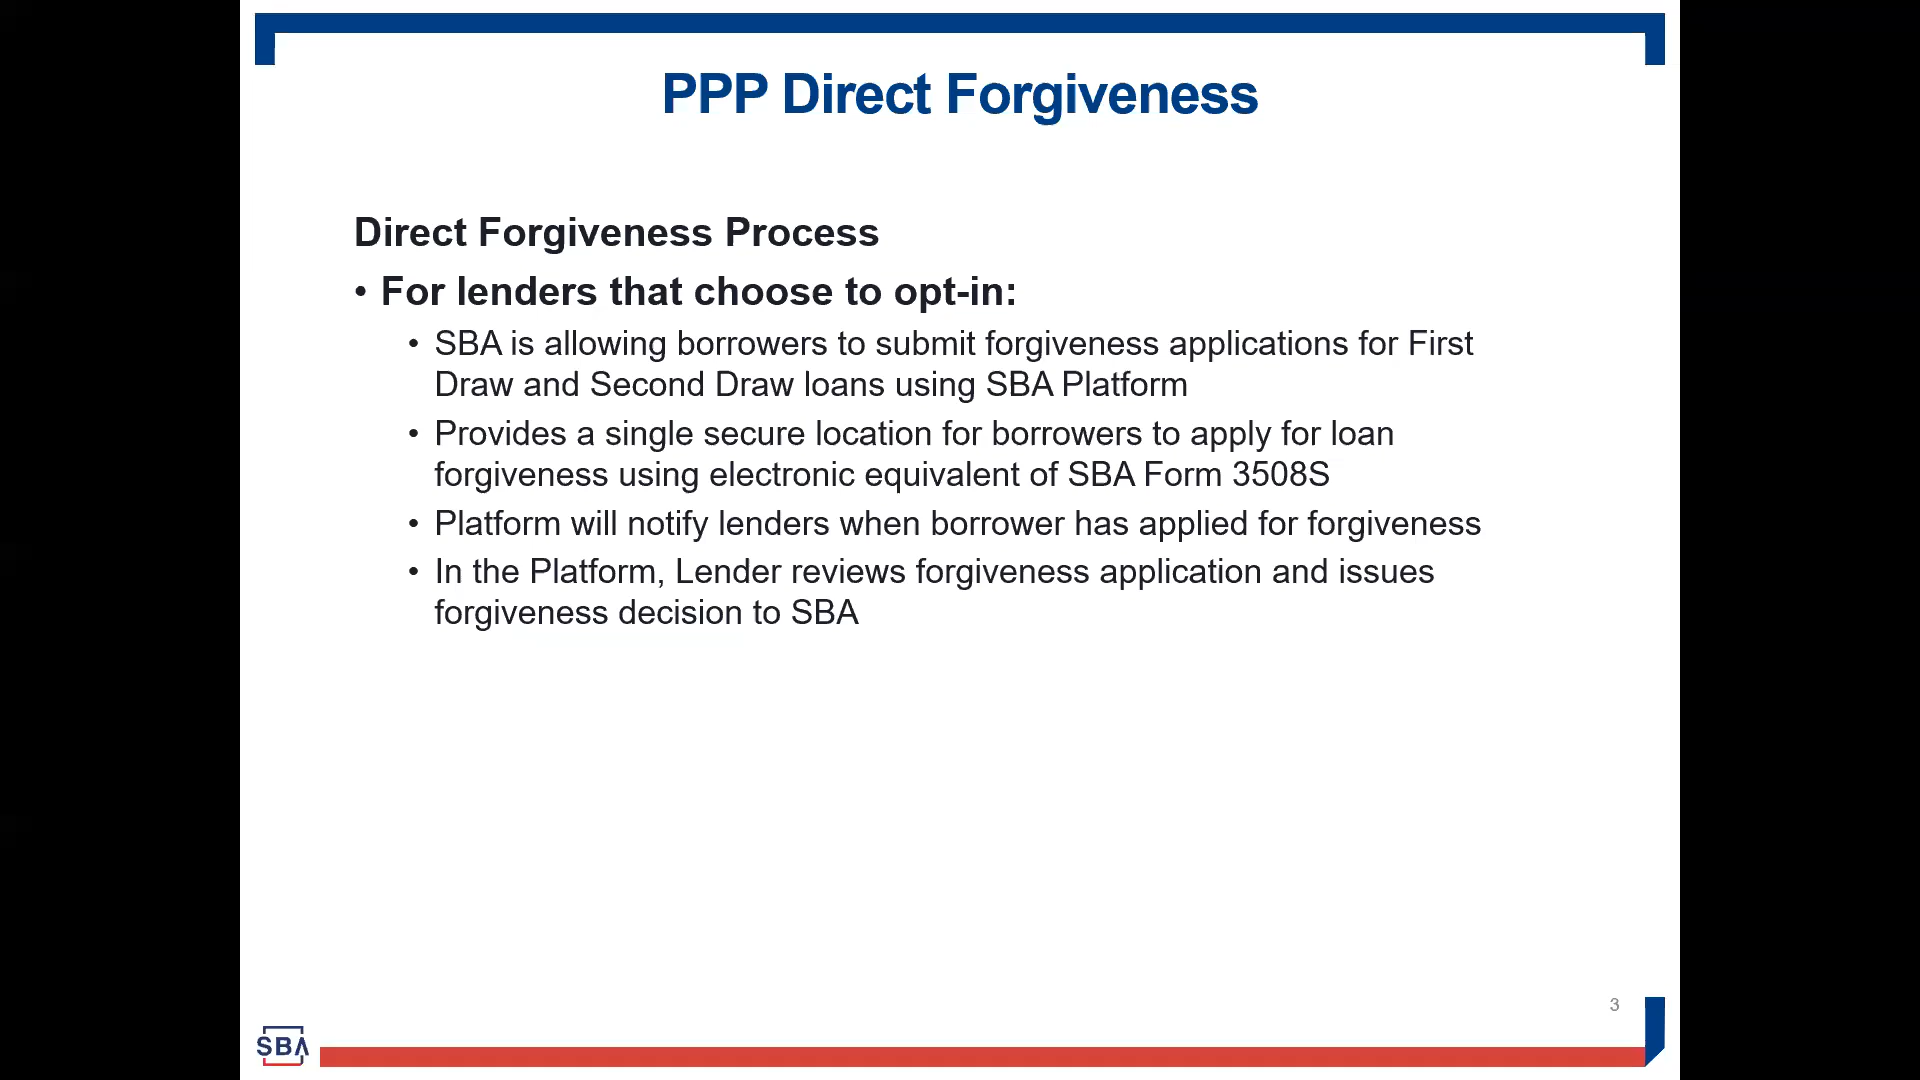 PPP Direct Forgiveness
Direct Forgiveness Process
• For lenders that choose to opt-in:
• SBA is allowing borrowers to submit forgiveness applications for First
Draw and Second Draw loans using SBA Platform
• Provides a single secure location for borrowers to apply for loan
forgiveness using electronic equivalent of SBA Form 3508S
• Platform will notify lenders when borrower has applied for forgiveness
• In the Platform, Lender reviews forgiveness application and issues
forgiveness decision to SBA
3
SBA